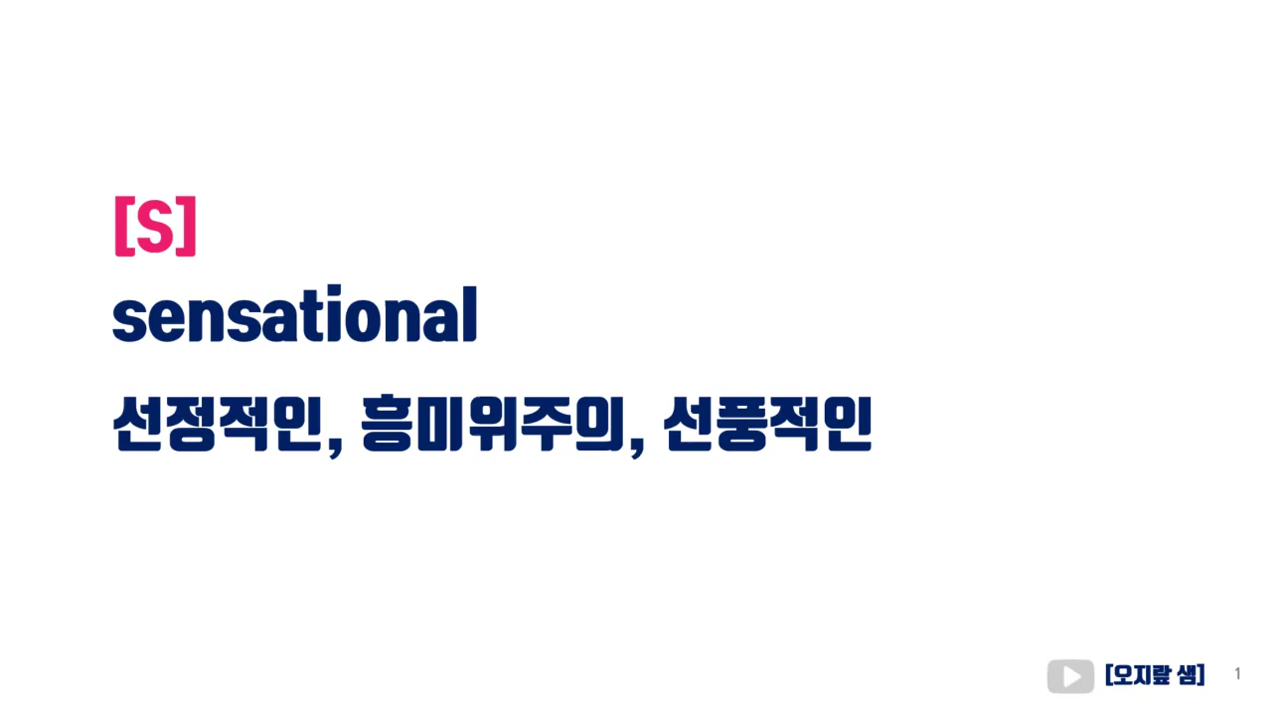 [S]
sensational
선정적인, 흥미위주의, 선풍적인
[오지랖 샘]
1